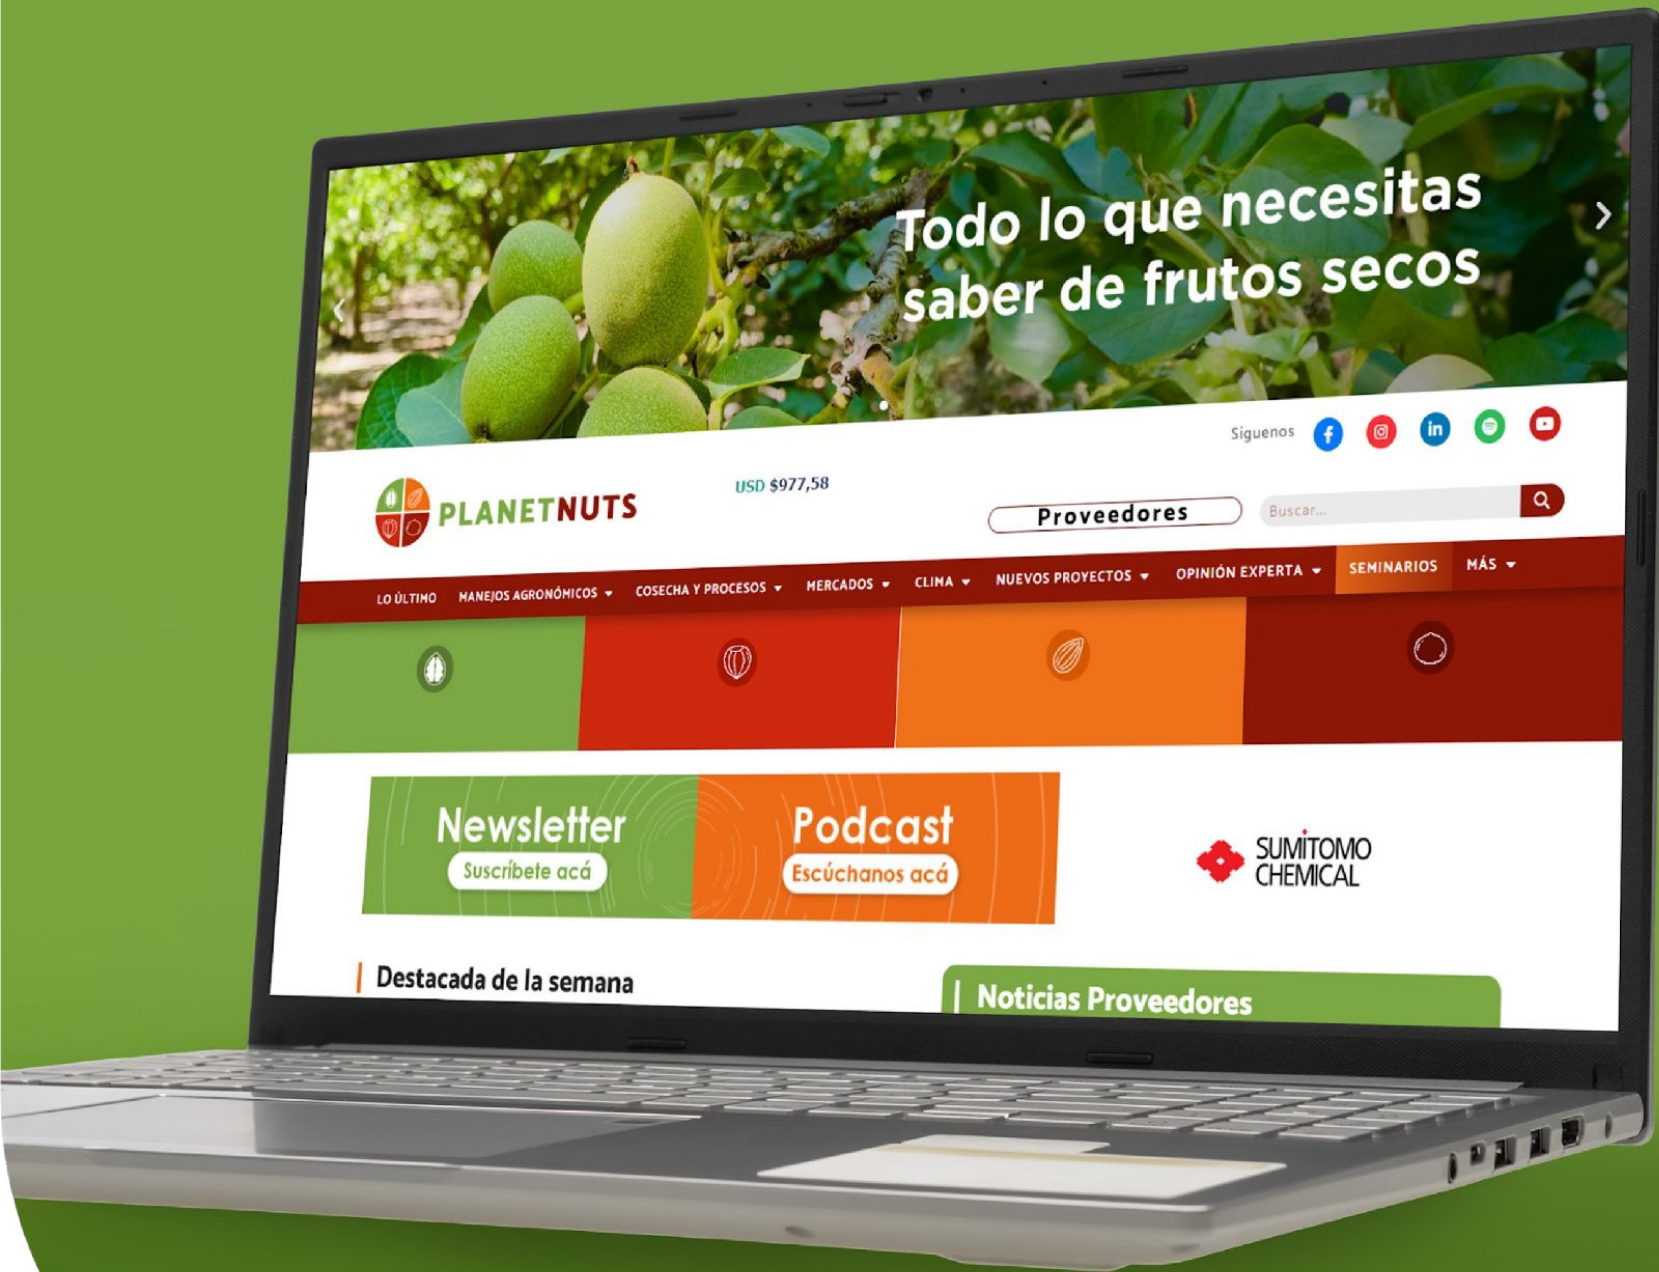 Todo lo que necesitas
saber de frutos secos
Síguenos
PLANETNUTS
USD $977,58
Proveedores
Buscar...
LO ÚLTIMO MANEJOS AGRONÓMICOS COSECHA Y PROCESOS MERCADOS CLIMA NUEVOS PROYECTOS OPINIÓN EXPERTA SEMINARIOS MÁS
Newsletter
Suscríbete acá
Podcast
Escúchanos acá
SUMITOMO
CHEMICAL
Destacada de la semana
Noticias Proveedores